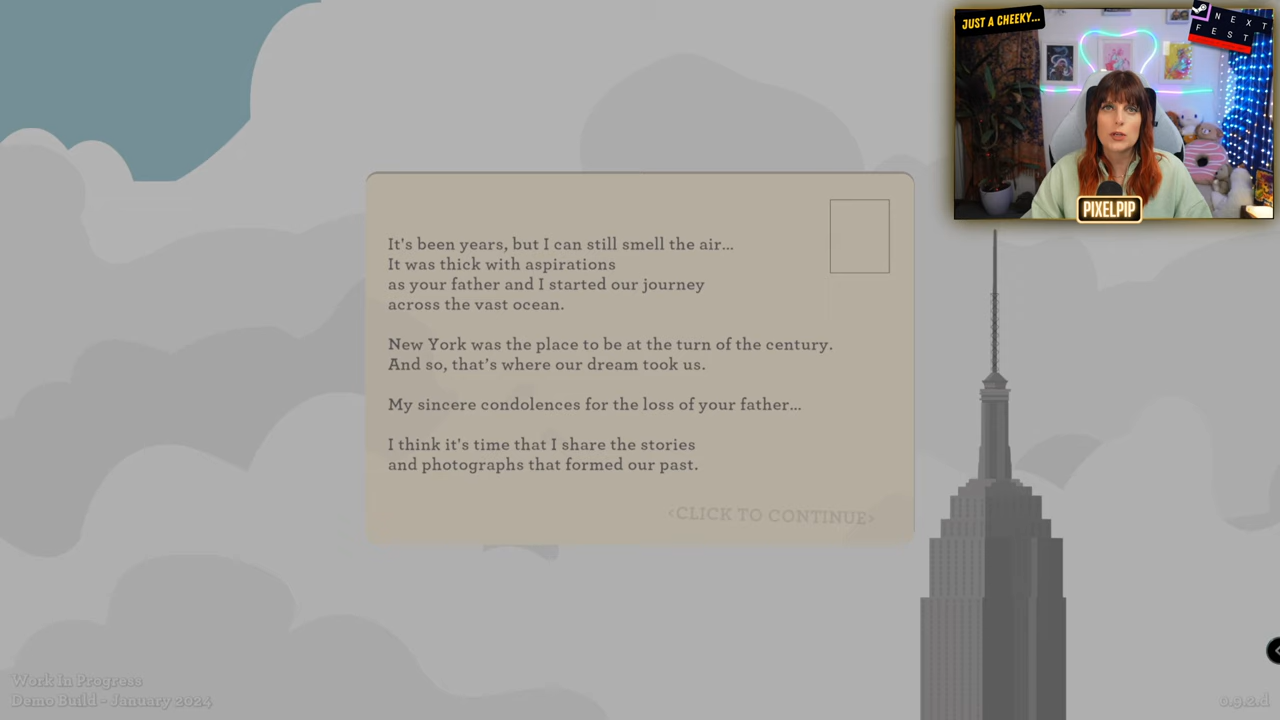 JUST A CHEEKY...
NEXT
FEST
PIXELPIP
It's been years, but I can still smell the air...
It was thick with aspirations
as your father and I started our journey
across the vast ocean.
New York was the place to be at the turn of the century.
And so, that's where our dream took us.
My sincere condolences for the loss of your father...
I think it's time that I share the stories
and photographs that formed our past.
<CLICK TO CONTINUE>
Work in Progress
Demo Build - January 2024
0.9.2.d